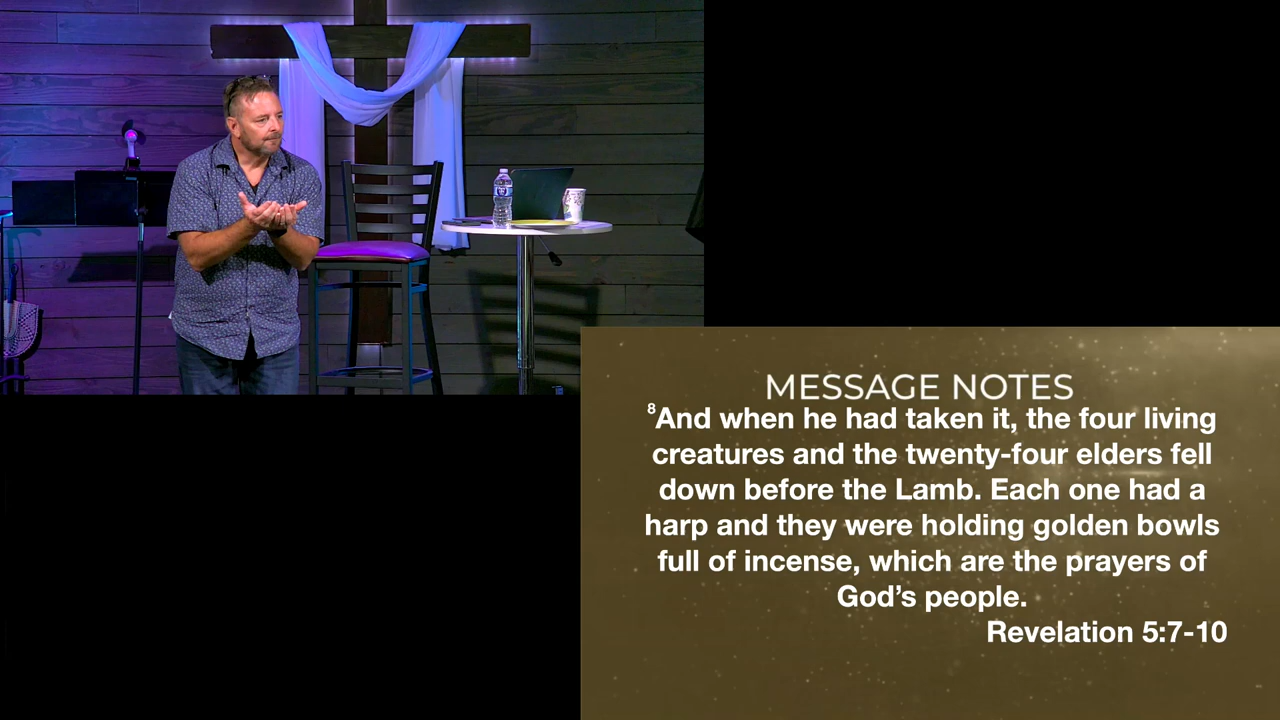 MESSAGE NOTES
⁸And when he had taken it, the four living
creatures and the twenty-four elders fell
down before the Lamb. Each one had a
harp and they were holding golden bowls
full of incense, which are the prayers of
God’s people.
Revelation 5:7-10